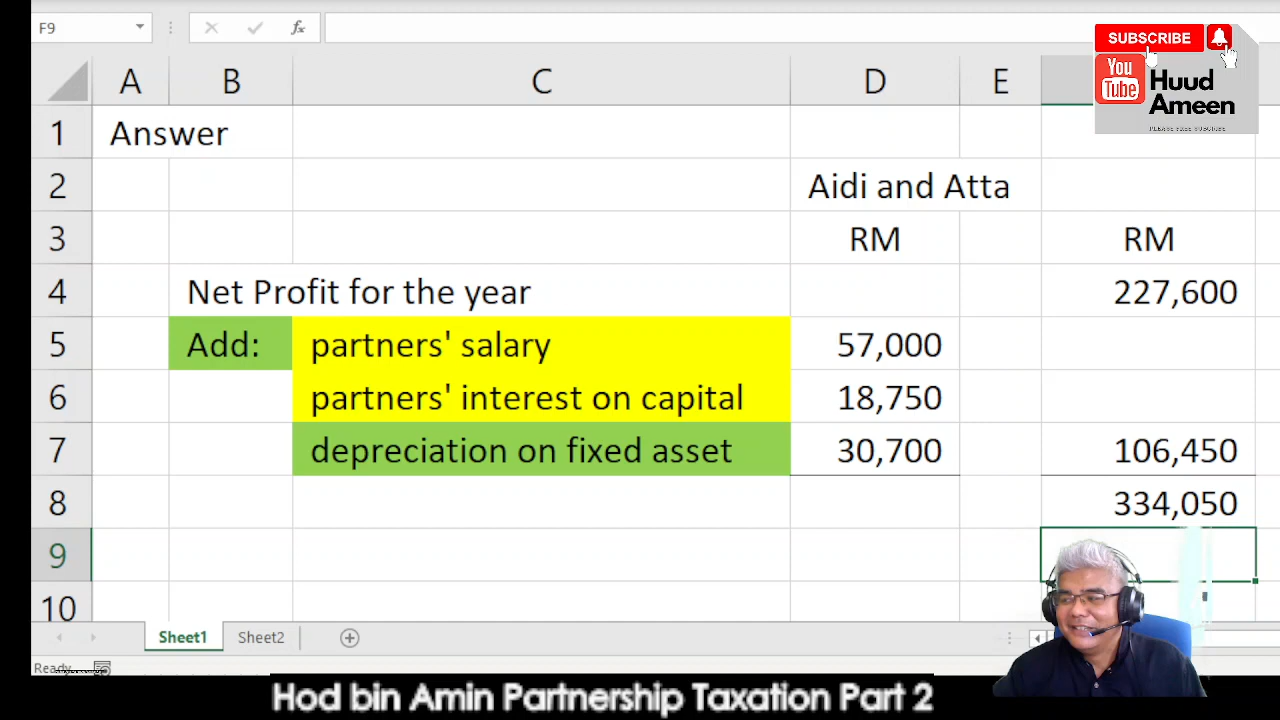 F9
fx
SUBSCRIBE
You
Tube
Huud
Ameen
PLEASE FREE SUBCRIBE
A B C D E
1 Answer
2 Aidi and Atta
3 RM RM
4 Net Profit for the year 227,600
5 Add: partners' salary 57,000
6 partners' interest on capital 18,750
7 depreciation on fixed asset 30,700 106,450
8 334,050
9
10
Sheet1 Sheet2
Ready
Hod bin Amin Partnership Taxation Part 2